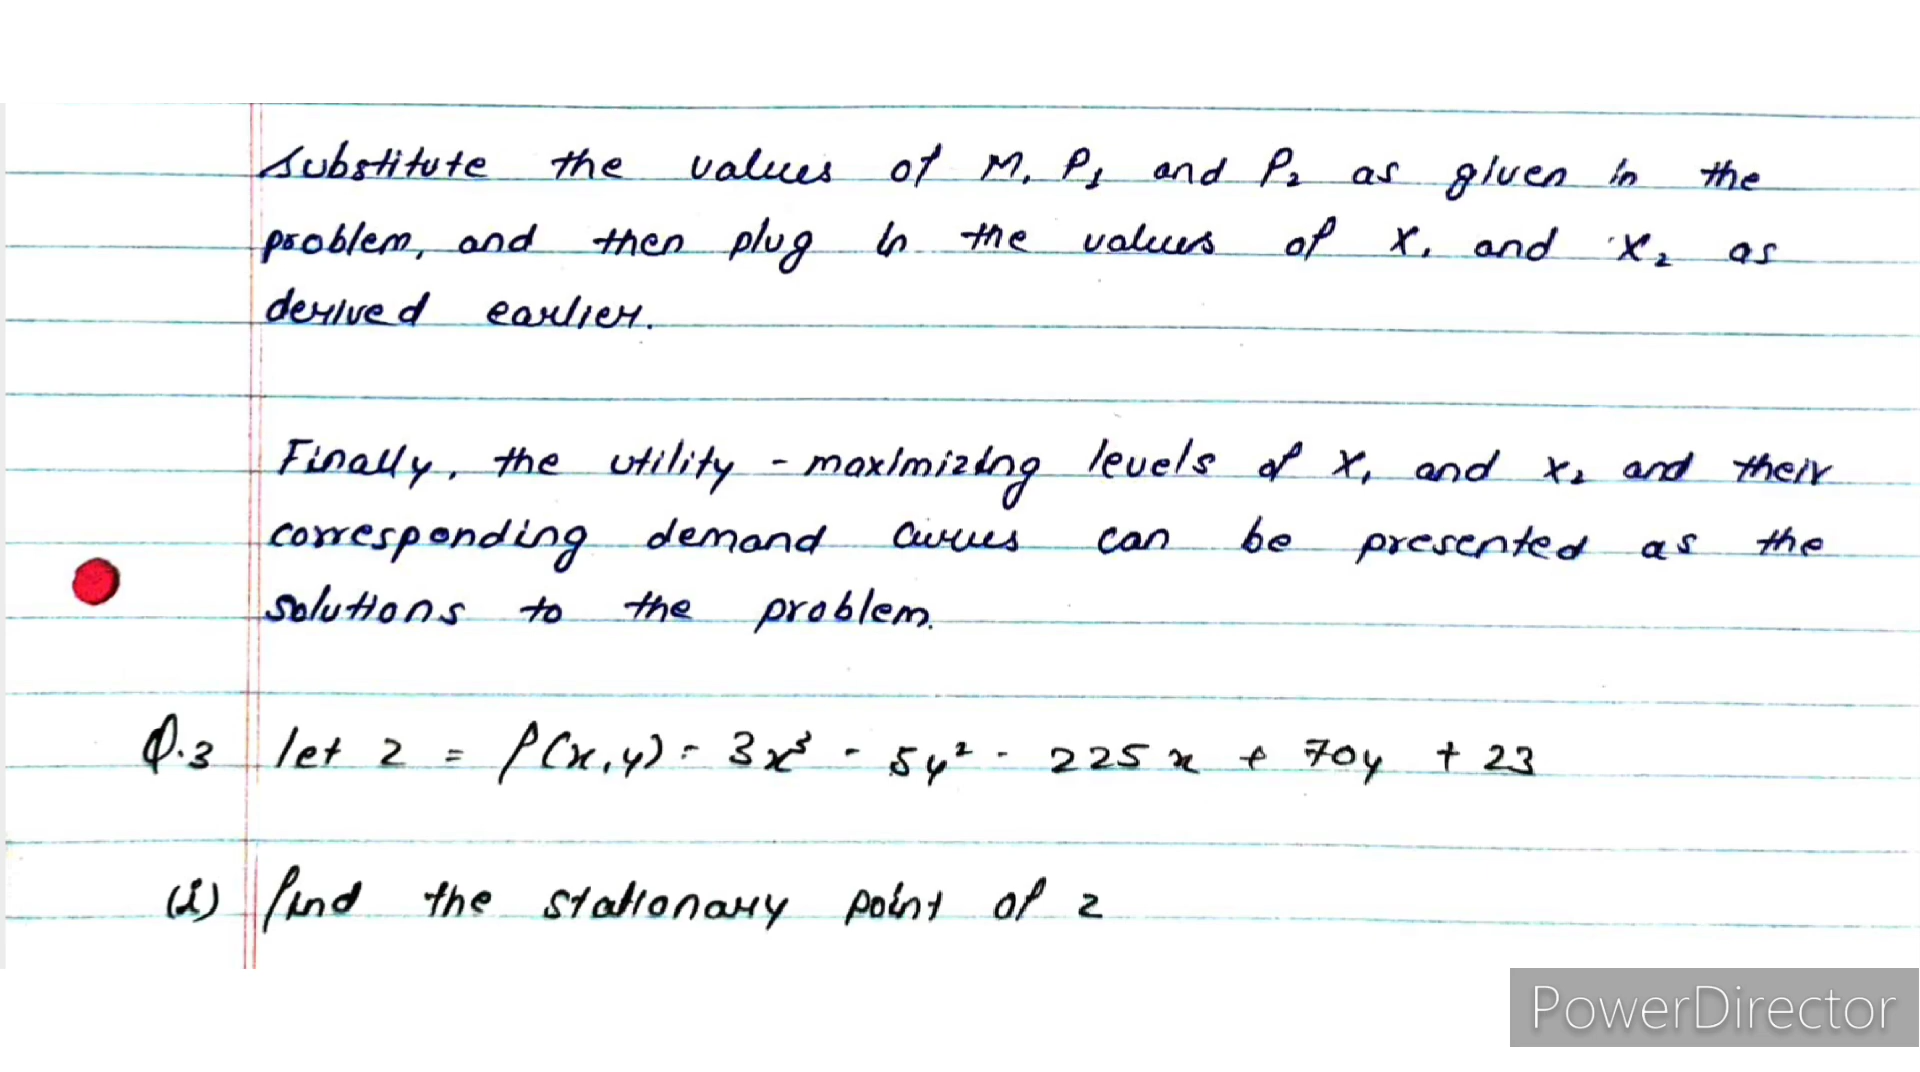 Substitute the values of M, P₁ and P₂ as given in the
problem, and then plug in the values of X₁ and X₂ as
derived earlier.
Finally, the utility - maximizing levels of X₁ and X₂ and their
corresponding demand curves can be presented as the
solutions to the problem.
Q.3 let z = f(x,y) = 3x³ - 5y² - 225x + 70y + 23
(i) find the stationary point of z
PowerDirector